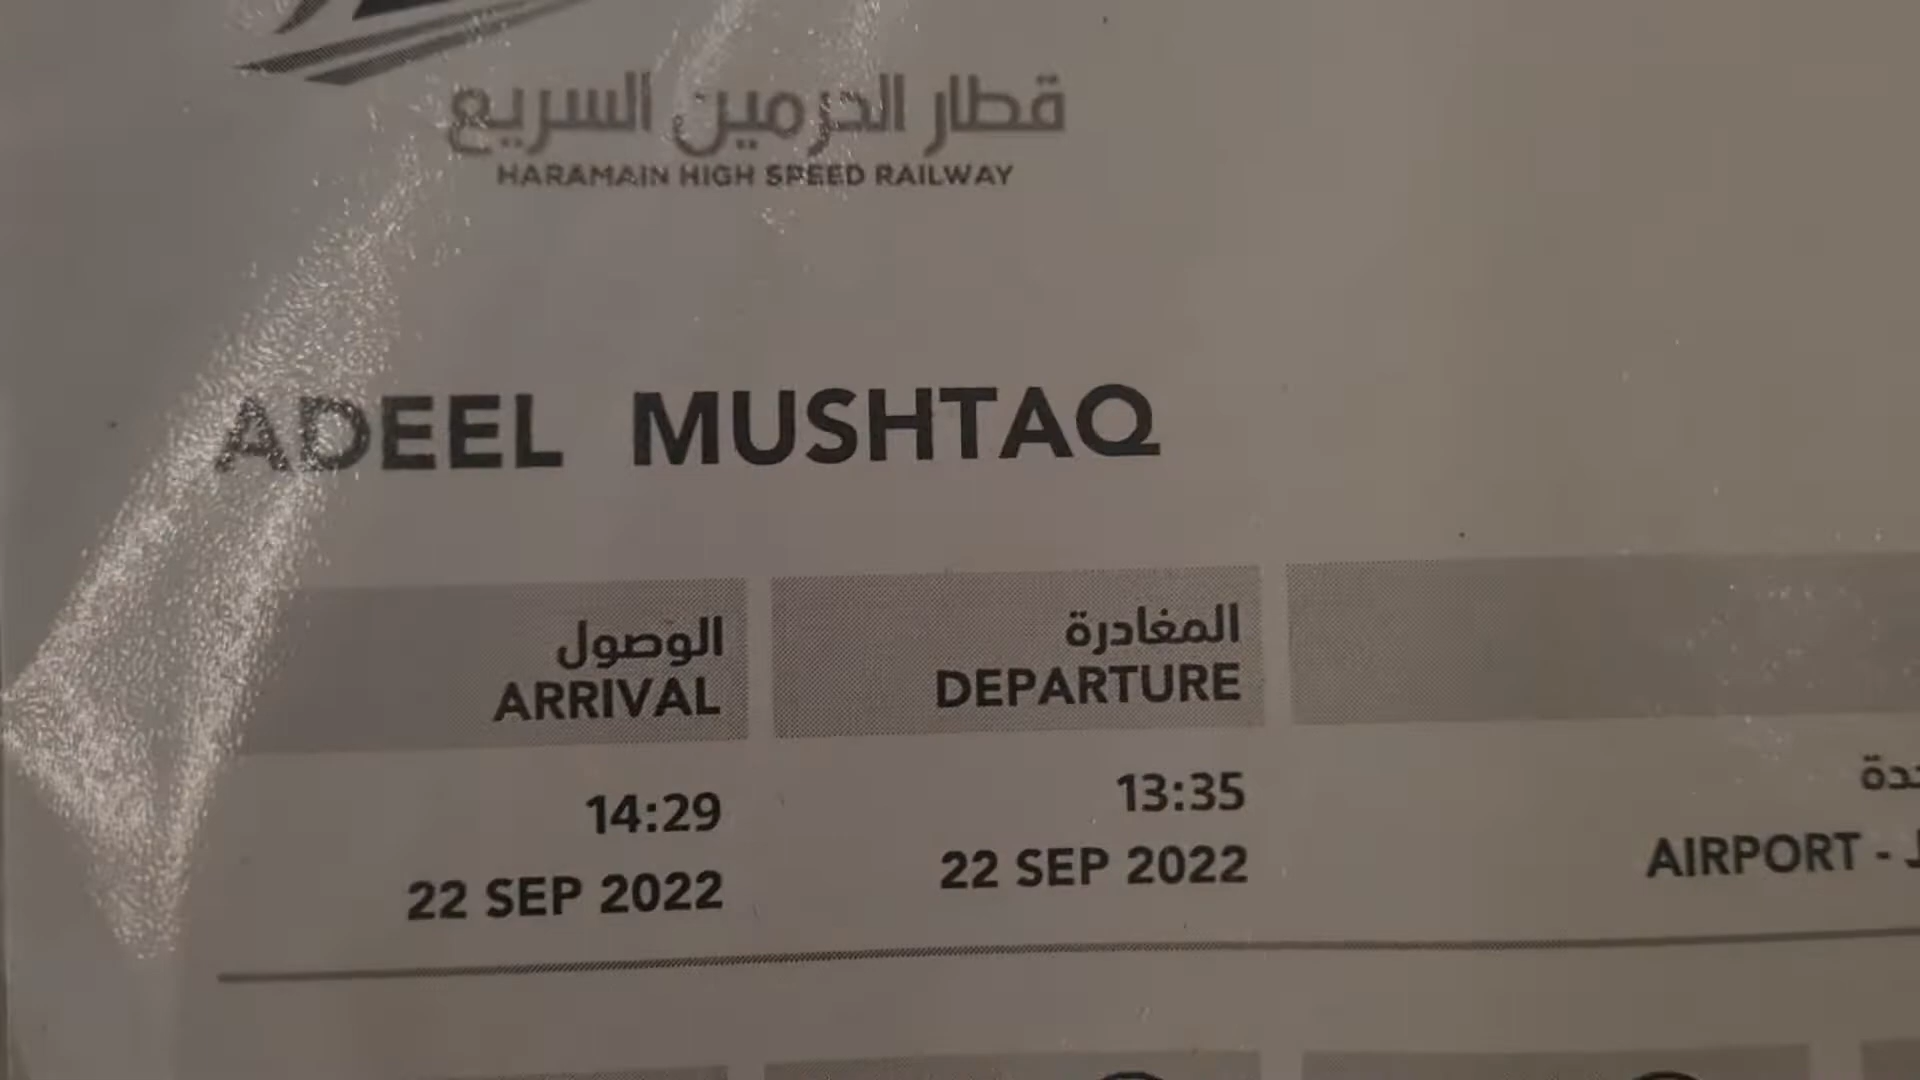 قطار الحرمين السريع
HARAMAIN HIGH SPEED RAILWAY
ADEEL MUSHTAQ
الوصول
ARRIVAL
المغادرة
DEPARTURE
14:29
22 SEP 2022
13:35
22 SEP 2022
AIRPORT -